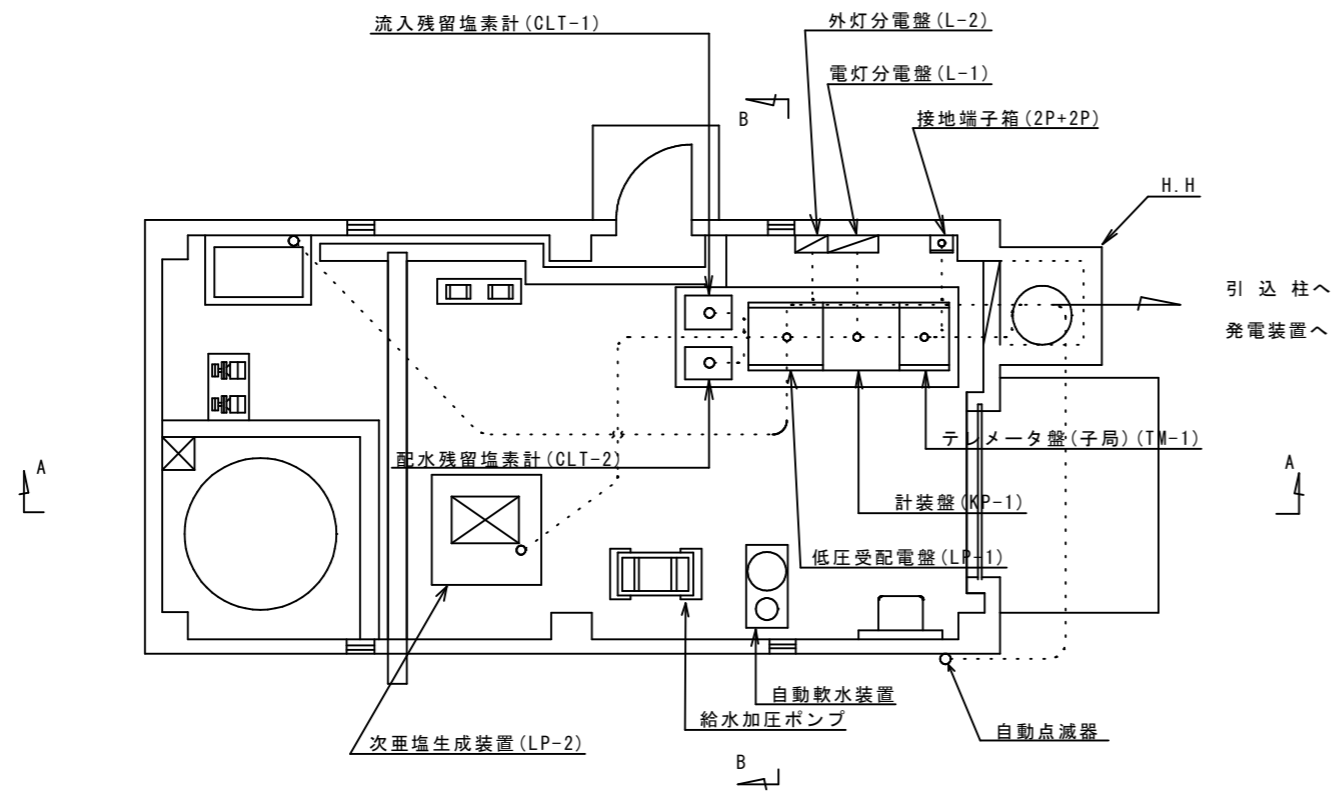 流入残留塩素計(CLT-1)
外灯分電盤(L-2)
電灯分電盤(L-1)
B
接地端子箱(2P+2P)
H.H
引込柱へ
発電装置へ
テレメータ盤(子局)(TM-1)
配水残留塩素計(CLT-2)
A
A
計装盤(KP-1)
低圧受配電盤(LP-1)
自動軟水装置
給水加圧ポンプ
自動点滅器
次亜塩生成装置(LP-2)
B